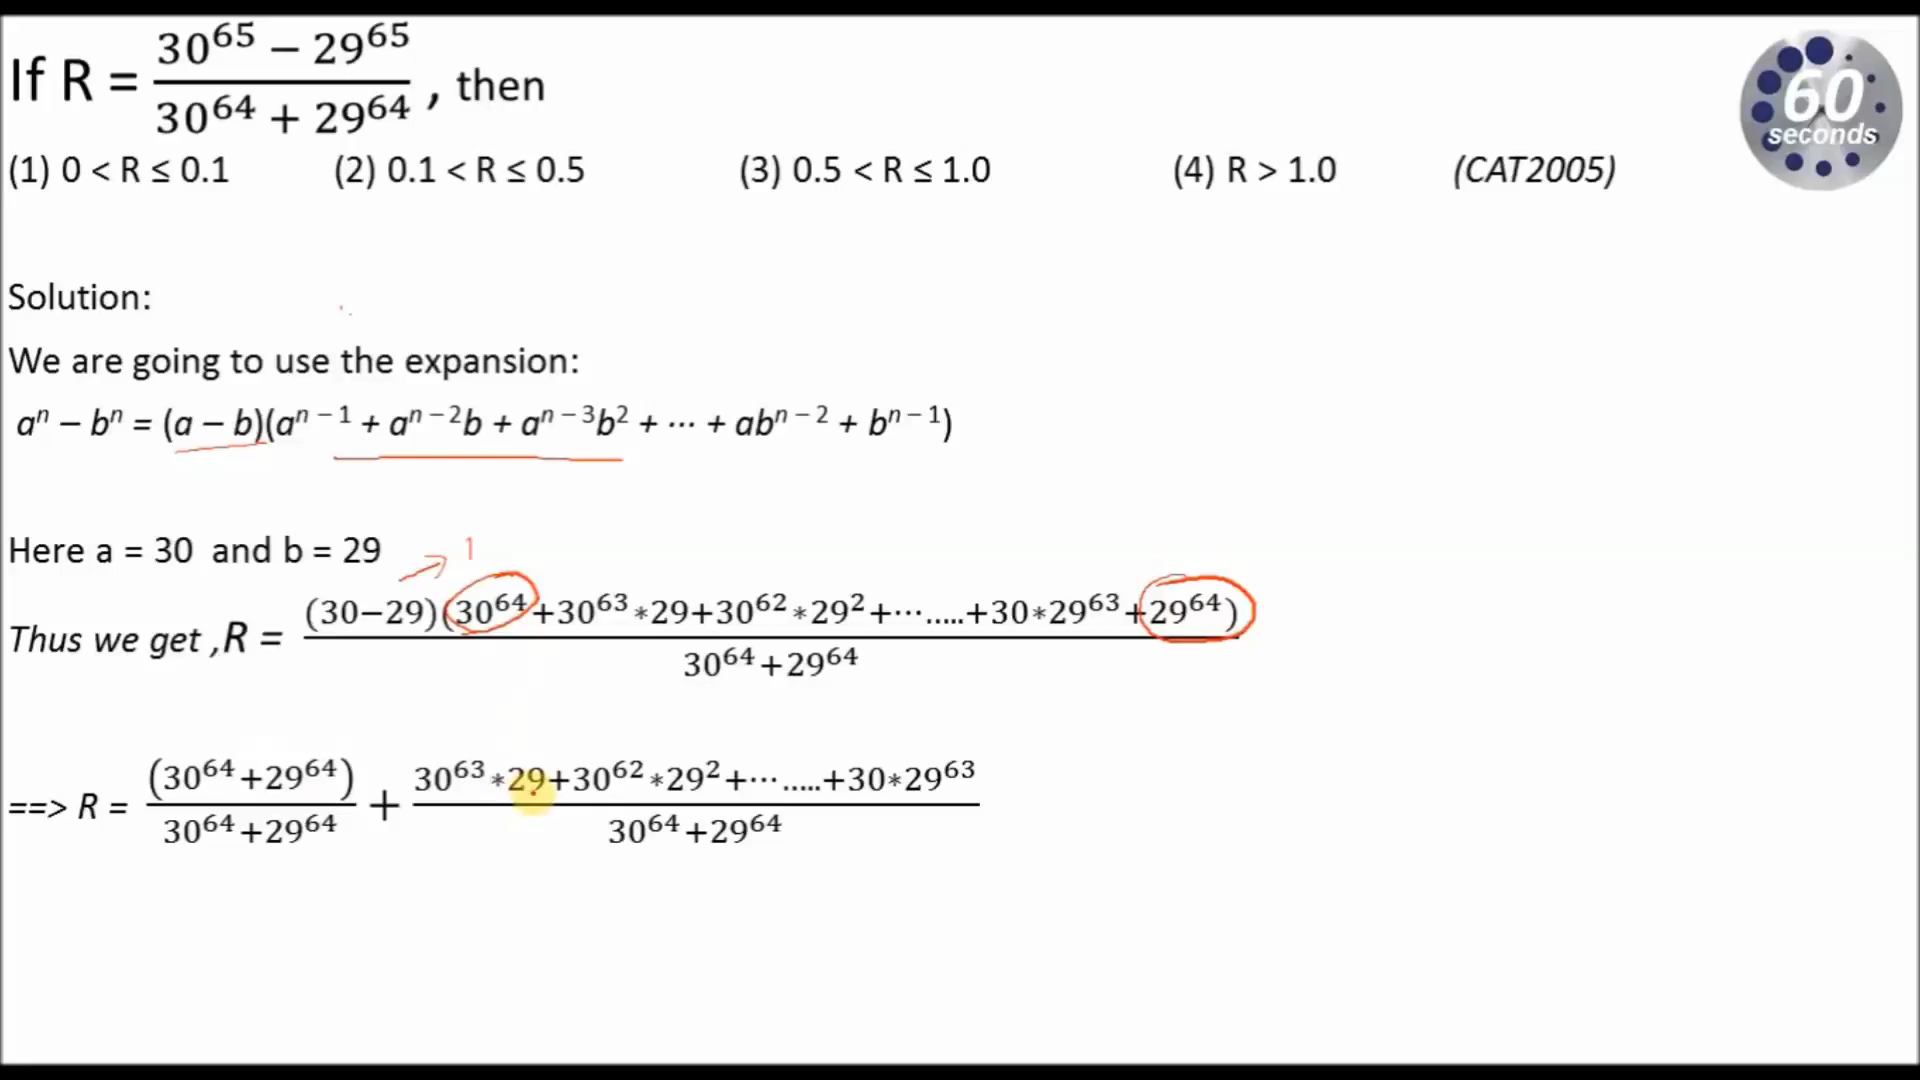 If R = \frac{30^{65} − 29^{65}}{30^{64} + 29^{64}} , then
60
seconds
(1) 0 < R ≤ 0.1 (2) 0.1 < R ≤ 0.5 (3) 0.5 < R ≤ 1.0 (4) R > 1.0 (CAT2005)
Solution:
We are going to use the expansion:
a^n – b^n = (a – b)(a^{n – 1} + a^{n – 2}b + a^{n – 3}b^2 + ··· + ab^{n – 2} + b^{n – 1})
Here a = 30 and b = 29
1
Thus we get ,R = \frac{(30−29)(30^{64}+30^{63}*29+30^{62}*29^2+⋯.....+30*29^{63}+29^{64})}{30^{64}+29^{64}}
==> R = \frac{(30^{64}+29^{64})}{30^{64}+29^{64}} + \frac{30^{63}*29+30^{62}*29^2+⋯.....+30*29^{63}}{30^{64}+29^{64}}